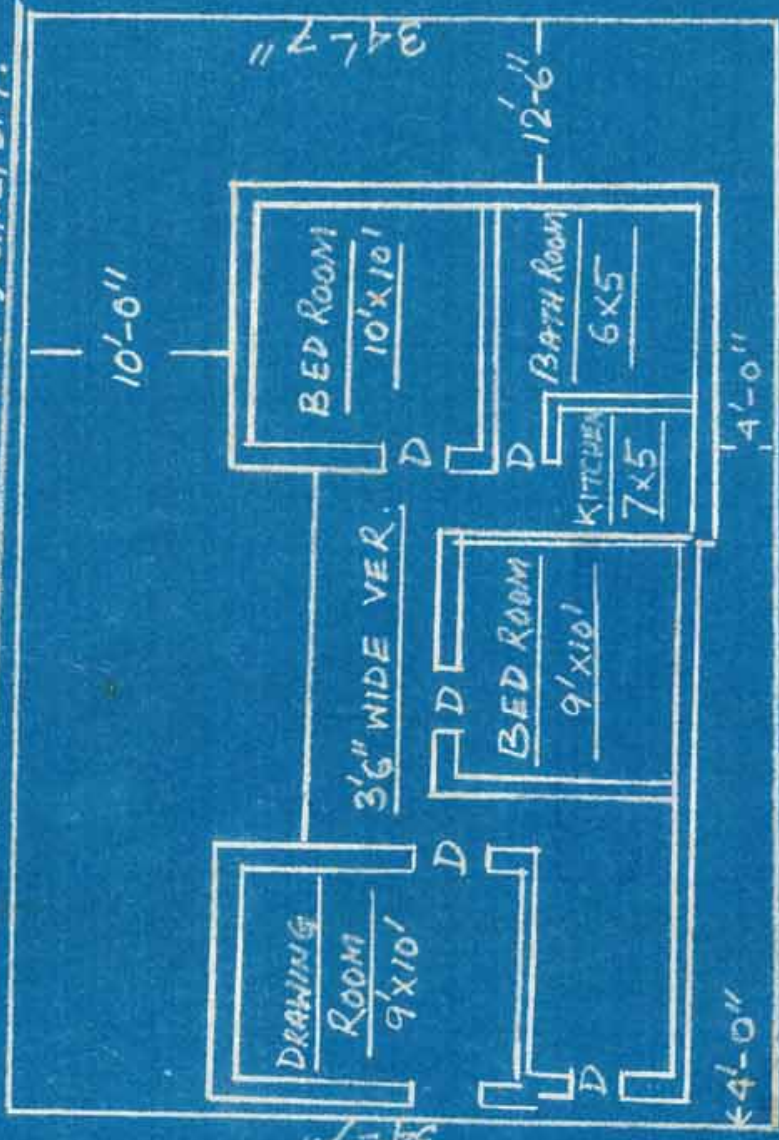 34'-7"
10'-0"
12'-6"
BED ROOM
10'X10'
D
BATH ROOM
6X5
D
KITCHEN
7X5
4'-0"
3'6" WIDE VER.
D
BED ROOM
9'X10'
DRAWING
ROOM
9'X10'
D
D
4'-0"